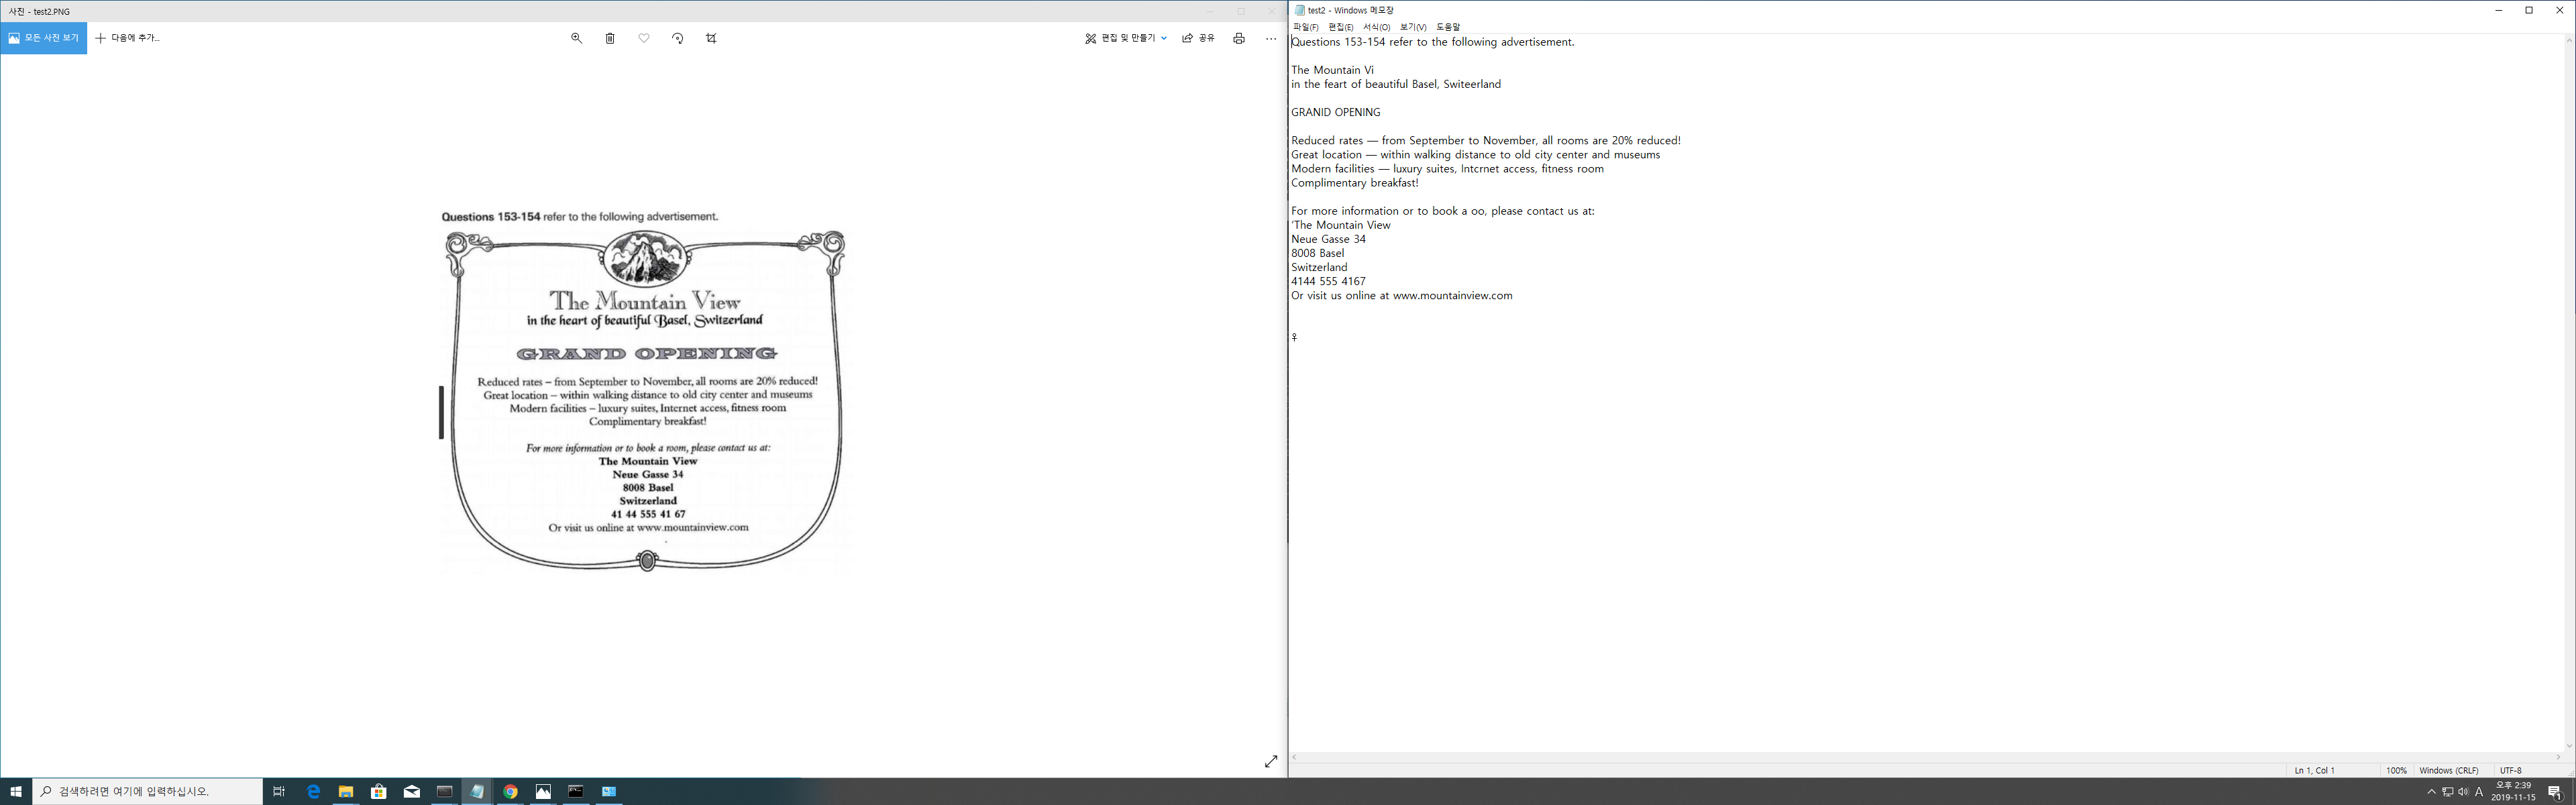 사진 - test2.PNG
모든 사진 보기
다음에 추가...
편집 및 만들기
공유
Questions 153-154 refer to the following advertisement.
The Mountain View
in the heart of beautiful Basel, Switzerland
GRAND OPENING
Reduced rates – from September to November, all rooms are 20% reduced!
Great location – within walking distance to old city center and museums
Modern facilities – luxury suites, Internet access, fitness room
Complimentary breakfast!
For more information or to book a room, please contact us at:
The Mountain View
Neue Gasse 34
8008 Basel
Switzerland
41 44 555 41 67
Or visit us online at www.mountainview.com
test2 - Windows 메모장
파일(F) 편집(E) 서식(O) 보기(V) 도움말
Questions 153-154 refer to the following advertisement.
The Mountain Vi
in the feart of beautiful Basel, Switeerland
GRANID OPENING
Reduced rates — from September to November, all rooms are 20% reduced!
Great location — within walking distance to old city center and museums
Modern facilities — luxury suites, Intcrnet access, fitness room
Complimentary breakfast!
For more information or to book a oo, please contact us at:
'The Mountain View
Neue Gasse 34
8008 Basel
Switzerland
4144 555 4167
Or visit us online at www.mountainview.com
Ln 1, Col 1 100% Windows (CRLF) UTF-8
검색하려면 여기에 입력하십시오.
A
오후 2:39
2019-11-15
1